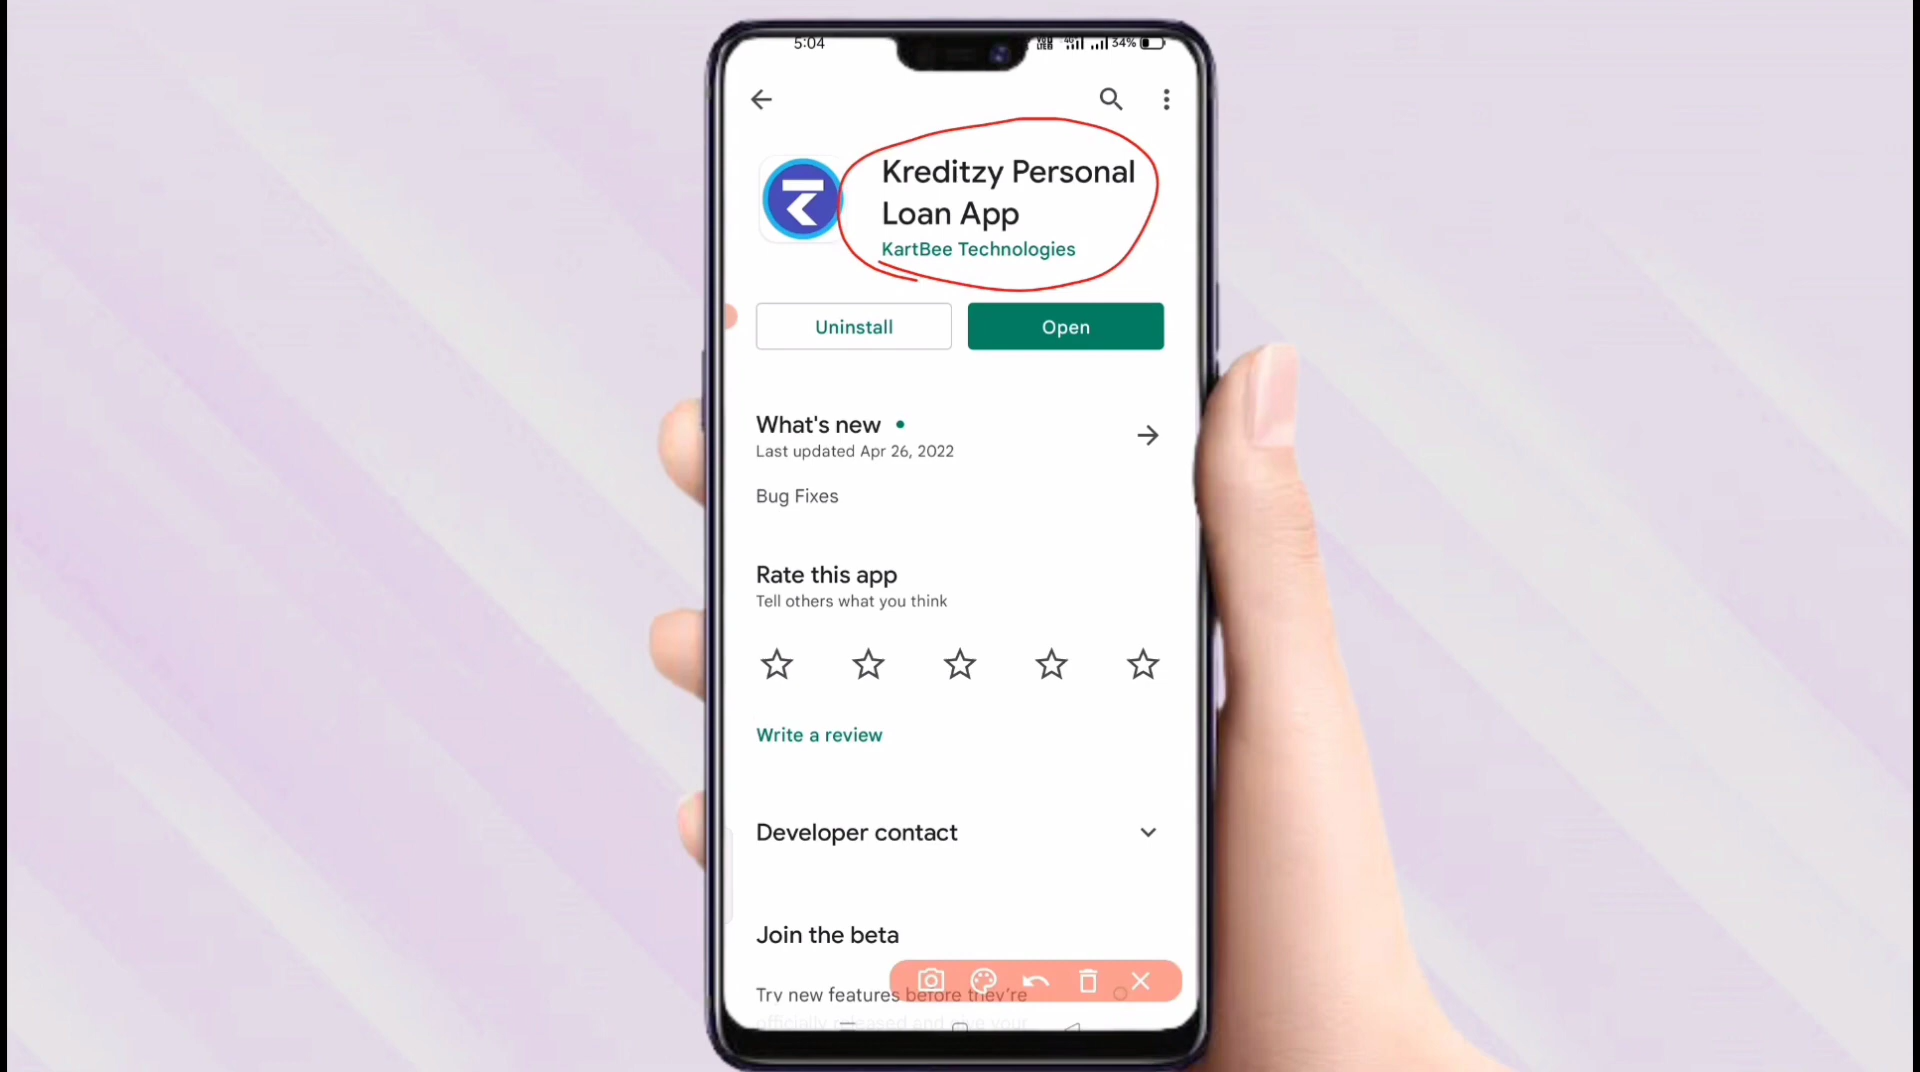 5:04
34%
Kreditzy Personal
Loan App
KartBee Technologies
Uninstall
Open
What's new
Last updated Apr 26, 2022
Bug Fixes
Rate this app
Tell others what you think
Write a review
Developer contact
Join the beta
Try new features before they're
officially released and give your